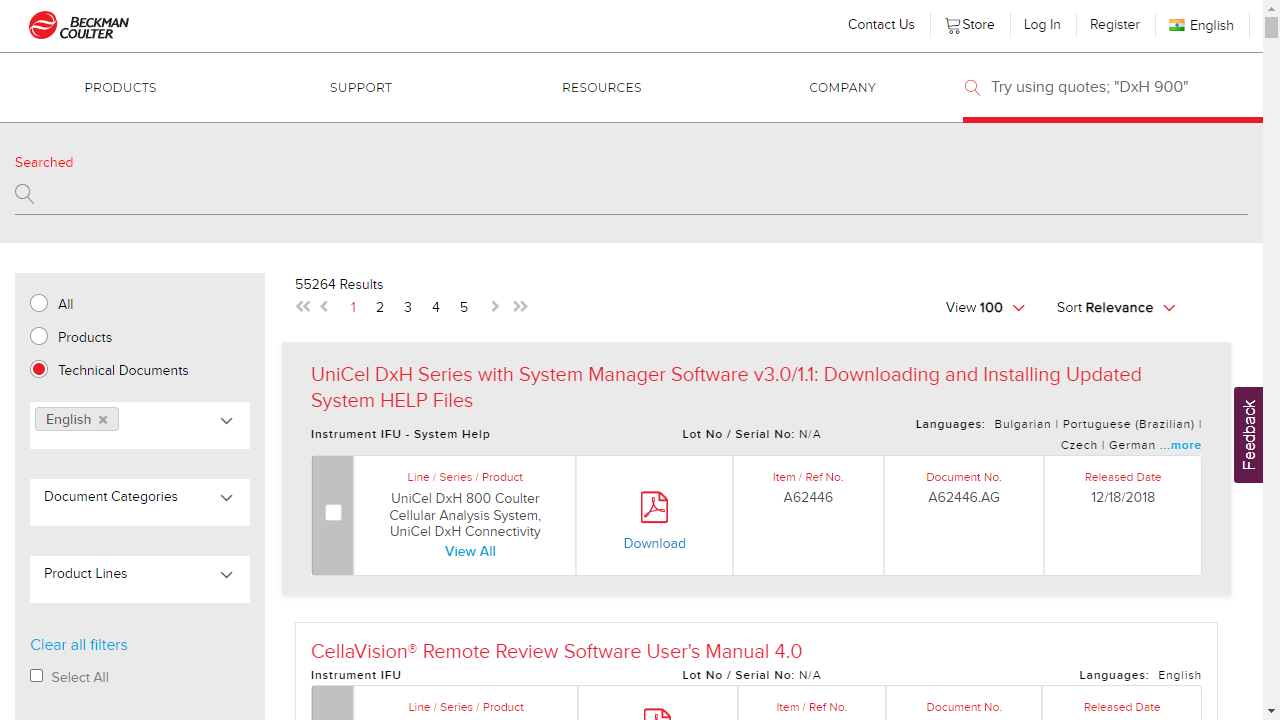 BECKMAN
COULTER
Contact Us
Store
Log In
Register
English
PRODUCTS
SUPPORT
RESOURCES
COMPANY
Try using quotes; "DxH 900"
Searched
All
Products
Technical Documents
English
Document Categories
Product Lines
Clear all filters
Select All
55264 Results
1 2 3 4 5
View 100
Sort Relevance
UniCel DxH Series with System Manager Software v3.0/1.1: Downloading and Installing Updated
System HELP Files
Instrument IFU - System Help
Lot No / Serial No: N/A
Languages: Bulgarian | Portuguese (Brazilian) |
Czech | German ...more
Line / Series / Product
UniCel DxH 800 Coulter
Cellular Analysis System,
UniCel DxH Connectivity
View All
Download
Item / Ref No.
A62446
Document No.
A62446.AG
Released Date
12/18/2018
CellaVision® Remote Review Software User's Manual 4.0
Instrument IFU
Lot No / Serial No: N/A
Languages: English
Line / Series / Product
Item / Ref No.
Document No.
Released Date
Feedback